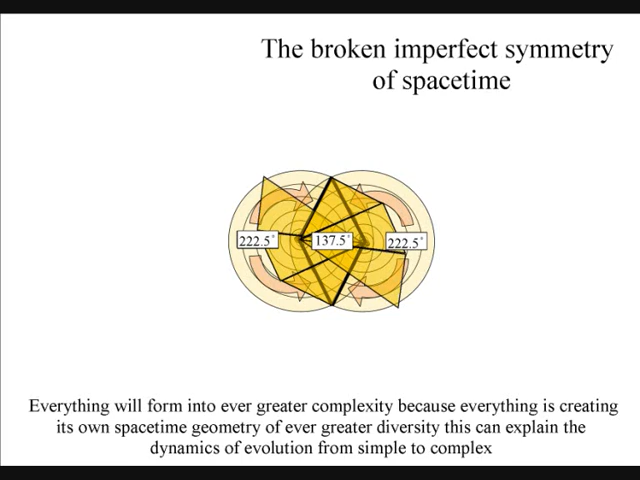 The broken imperfect symmetry
of spacetime
222.5°
137.5°
222.5°
Everything will form into ever greater complexity because everything is creating
its own spacetime geometry of ever greater diversity this can explain the
dynamics of evolution from simple to complex